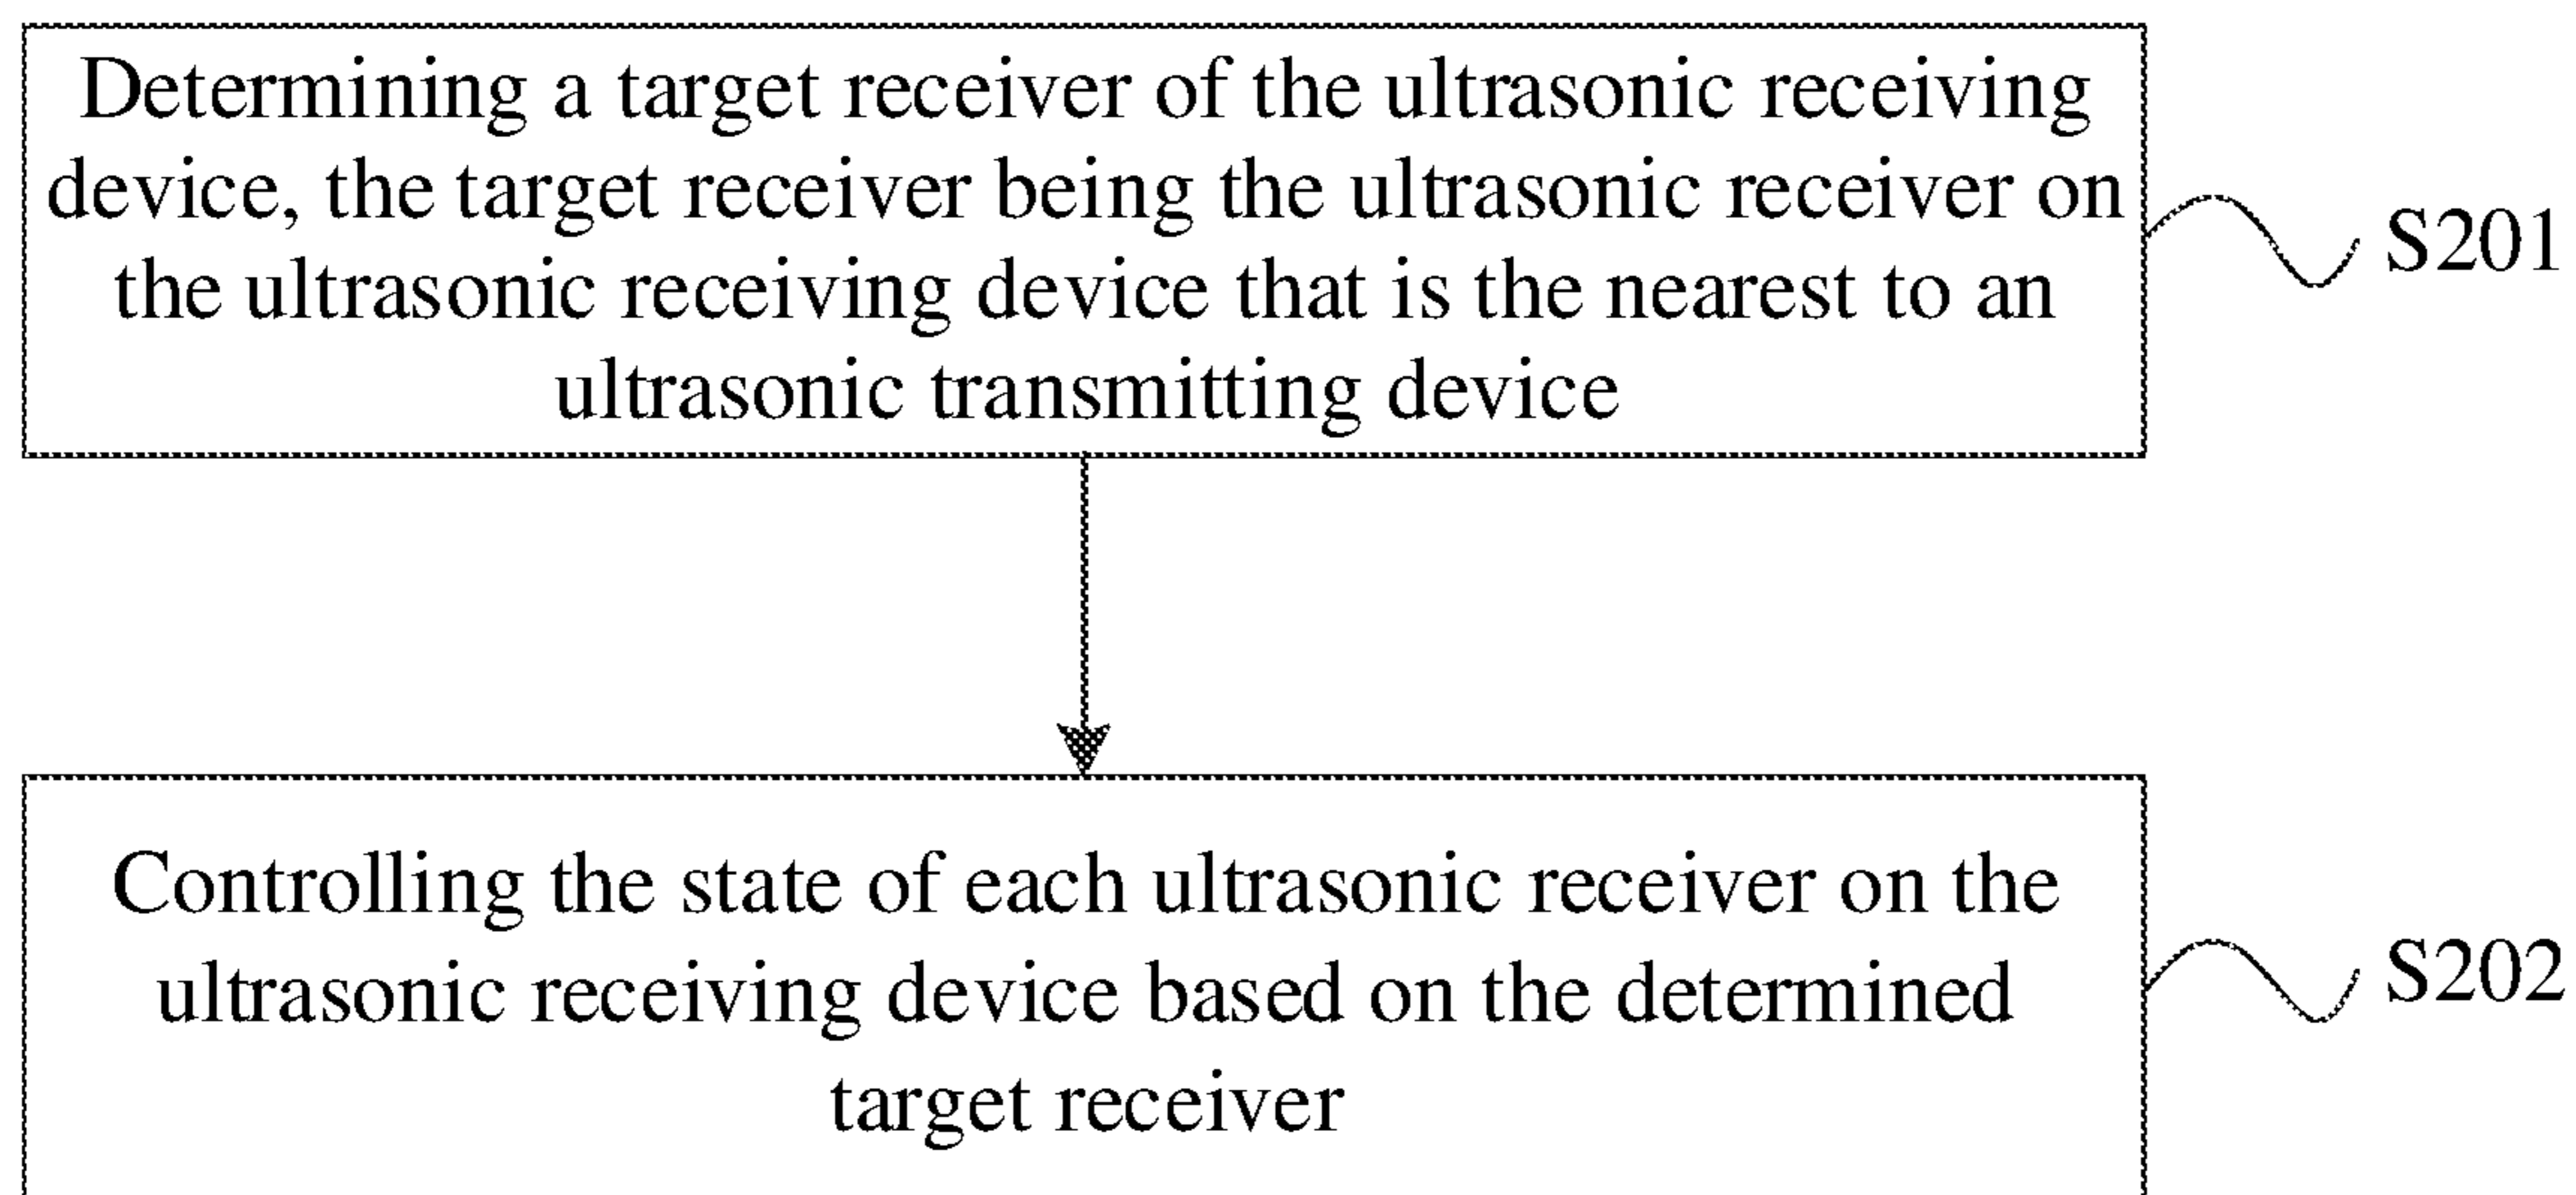 Determining a target receiver of the ultrasonic receiving
device, the target receiver being the ultrasonic receiver on
the ultrasonic receiving device that is the nearest to an
ultrasonic transmitting device
S201
Controlling the state of each ultrasonic receiver on the
ultrasonic receiving device based on the determined
target receiver
S202